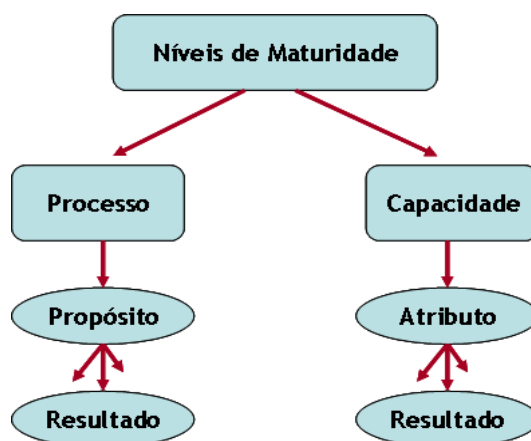 Níveis de Maturidade
Processo
Capacidade
Propósito
Atributo
Resultado
Resultado